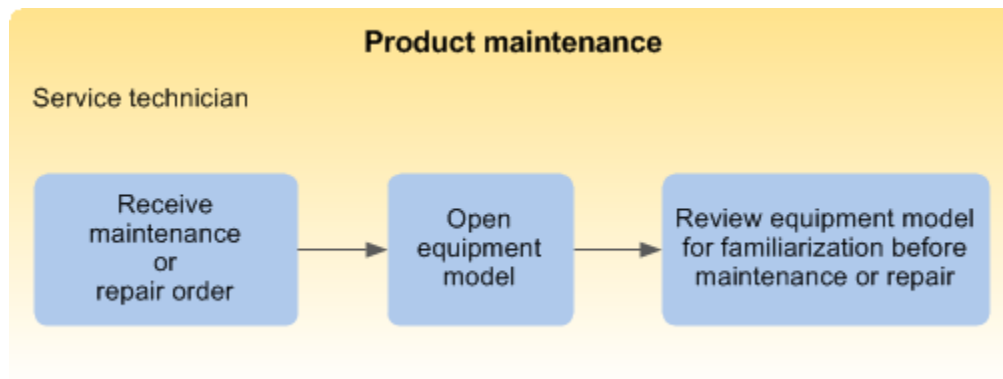 Product maintenance
Service technician
Receive
maintenance
or
repair order
Open
equipment
model
Review equipment model
for familiarization before
maintenance or repair